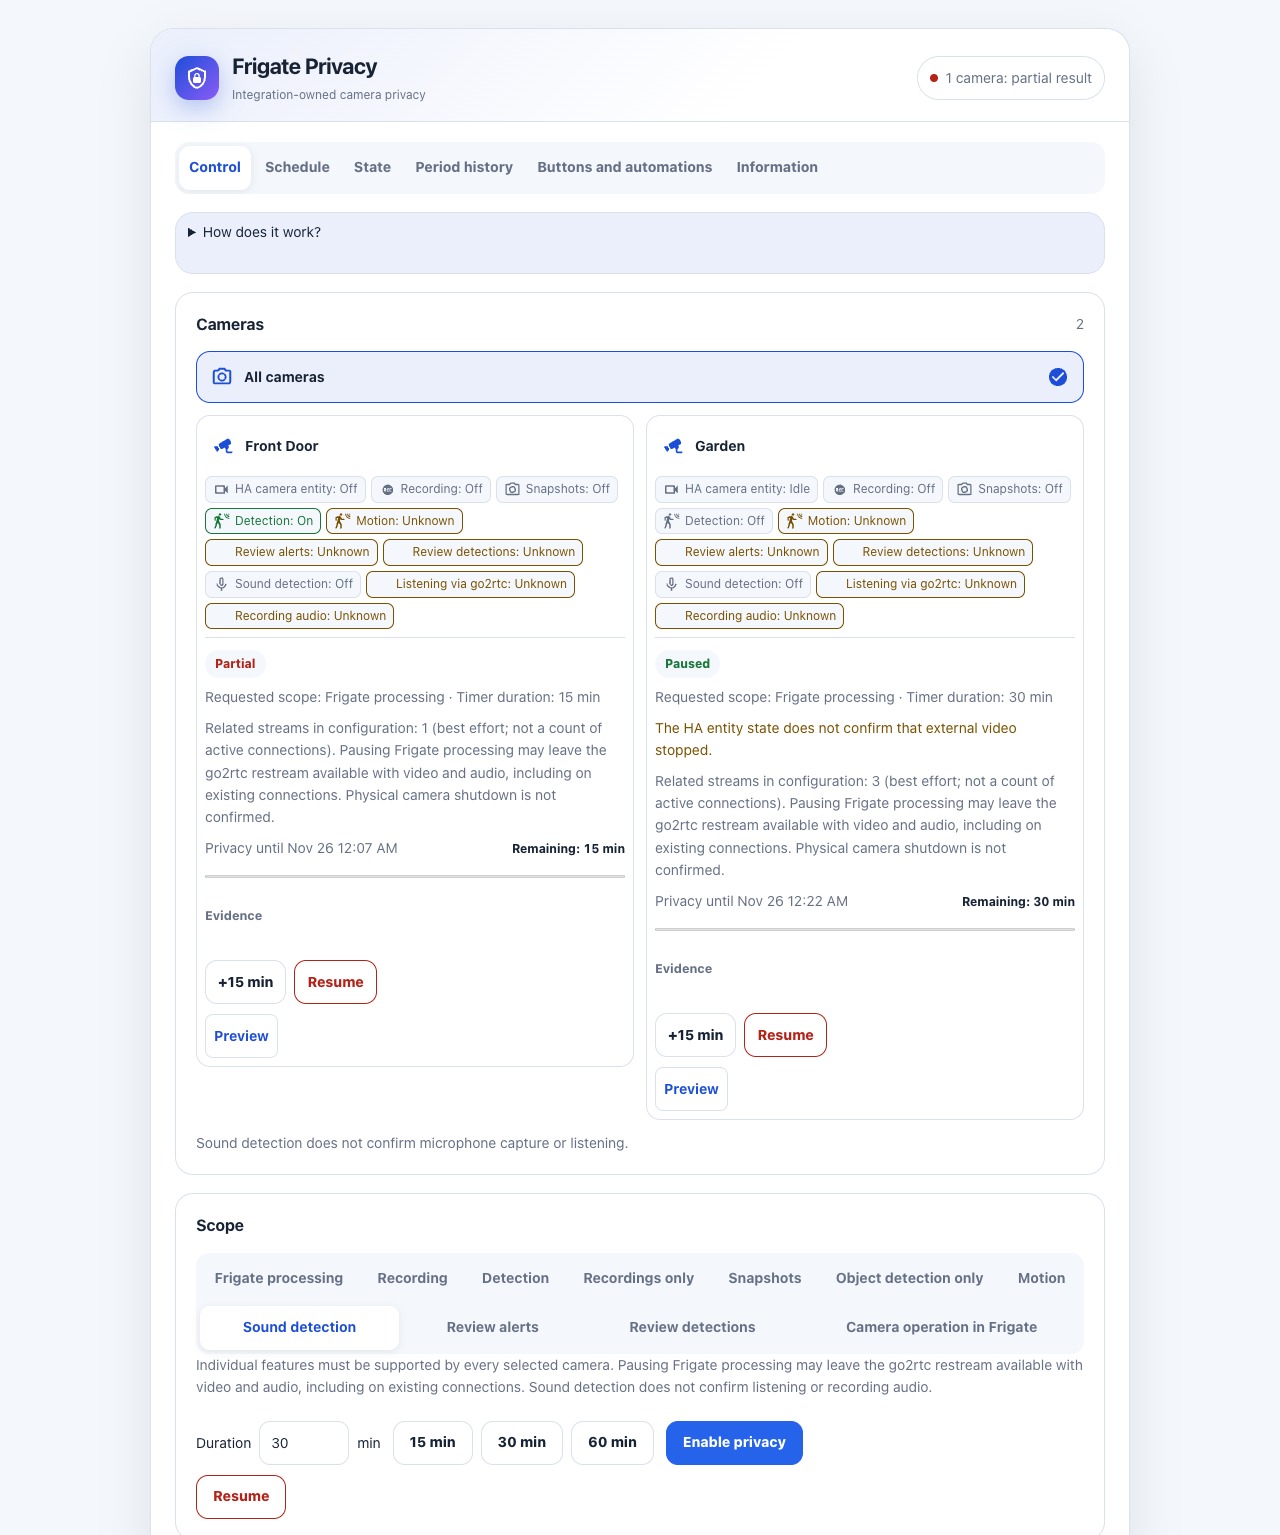 Frigate Privacy
Integration-owned camera privacy
1 camera: partial result
Control Schedule State Period history Buttons and automations Information
How does it work?
Cameras 2
All cameras
Front Door
HA camera entity: Off Recording: Off Snapshots: Off
Detection: On Motion: Unknown
Review alerts: Unknown Review detections: Unknown
Sound detection: Off Listening via go2rtc: Unknown
Recording audio: Unknown
Partial
Requested scope: Frigate processing · Timer duration: 15 min
Related streams in configuration: 1 (best effort; not a count of
active connections). Pausing Frigate processing may leave the
go2rtc restream available with video and audio, including on
existing connections. Physical camera shutdown is not
confirmed.
Privacy until Nov 26 12:07 AM Remaining: 15 min
Evidence
+15 min Resume
Preview
Garden
HA camera entity: Idle Recording: Off Snapshots: Off
Detection: Off Motion: Unknown
Review alerts: Unknown Review detections: Unknown
Sound detection: Off Listening via go2rtc: Unknown
Recording audio: Unknown
Paused
Requested scope: Frigate processing · Timer duration: 30 min
The HA entity state does not confirm that external video
stopped.
Related streams in configuration: 3 (best effort; not a count of
active connections). Pausing Frigate processing may leave the
go2rtc restream available with video and audio, including on
existing connections. Physical camera shutdown is not
confirmed.
Privacy until Nov 26 12:22 AM Remaining: 30 min
Evidence
+15 min Resume
Preview
Sound detection does not confirm microphone capture or listening.
Scope
Frigate processing Recording Detection Recordings only Snapshots Object detection only Motion
Sound detection Review alerts Review detections Camera operation in Frigate
Individual features must be supported by every selected camera. Pausing Frigate processing may leave the go2rtc restream available with
video and audio, including on existing connections. Sound detection does not confirm listening or recording audio.
Duration 30 min 15 min 30 min 60 min Enable privacy
Resume